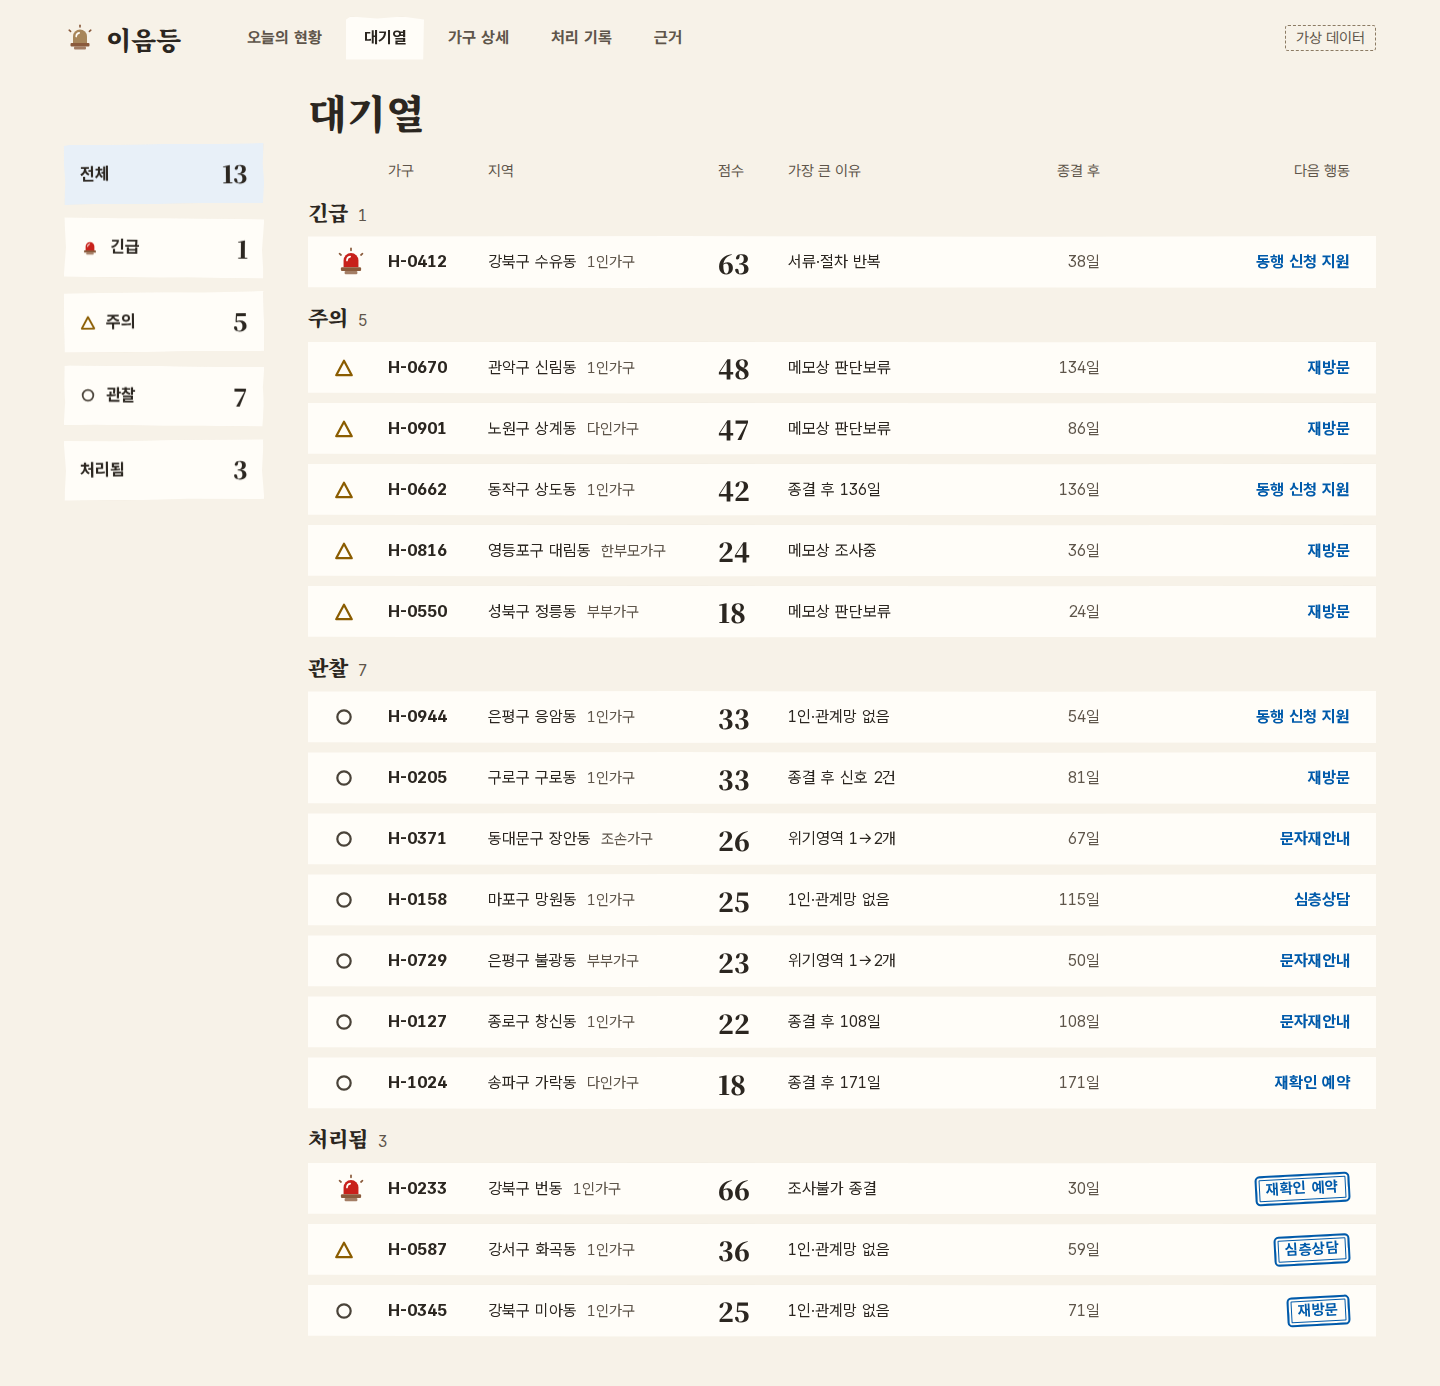 이음등
오늘의 현황 대기열 가구 상세 처리 기록 근거
가상 데이터
대기열
전체 13
긴급 1
주의 5
관찰 7
처리됨 3
가구 지역 점수 가장 큰 이유 종결 후 다음 행동
긴급 1
H-0412 강북구 수유동 1인가구 63 서류·절차 반복 38일 동행 신청 지원
주의 5
H-0670 관악구 신림동 1인가구 48 메모상 판단보류 134일 재방문
H-0901 노원구 상계동 다인가구 47 메모상 판단보류 86일 재방문
H-0662 동작구 상도동 1인가구 42 종결 후 136일 136일 동행 신청 지원
H-0816 영등포구 대림동 한부모가구 24 메모상 조사중 36일 재방문
H-0550 성북구 정릉동 부부가구 18 메모상 판단보류 24일 재방문
관찰 7
H-0944 은평구 응암동 1인가구 33 1인·관계망 없음 54일 동행 신청 지원
H-0205 구로구 구로동 1인가구 33 종결 후 신호 2건 81일 재방문
H-0371 동대문구 장안동 조손가구 26 위기영역 1→2개 67일 문자재안내
H-0158 마포구 망원동 1인가구 25 1인·관계망 없음 115일 심층상담
H-0729 은평구 불광동 부부가구 23 위기영역 1→2개 50일 문자재안내
H-0127 종로구 창신동 1인가구 22 종결 후 108일 108일 문자재안내
H-1024 송파구 가락동 다인가구 18 종결 후 171일 171일 재확인 예약
처리됨 3
H-0233 강북구 번동 1인가구 66 조사불가 종결 30일 재확인 예약
H-0587 강서구 화곡동 1인가구 36 1인·관계망 없음 59일 심층상담
H-0345 강북구 미아동 1인가구 25 1인·관계망 없음 71일 재방문